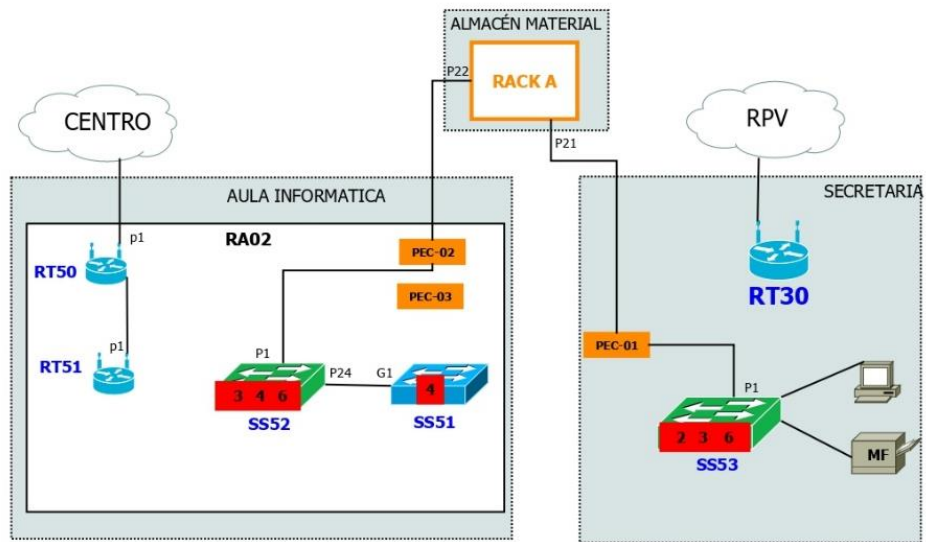 ALMACÉN MATERIAL
RACK A
P22
P21
CENTRO
RPV
AULA INFORMATICA
SECRETARIA
RA02
p1
RT50
PEC-02
PEC-03
RT30
p1
RT51
PEC-01
P1
P24
G1
3 4 6
4
SS52
SS51
P1
2 3 6
SS53
MF